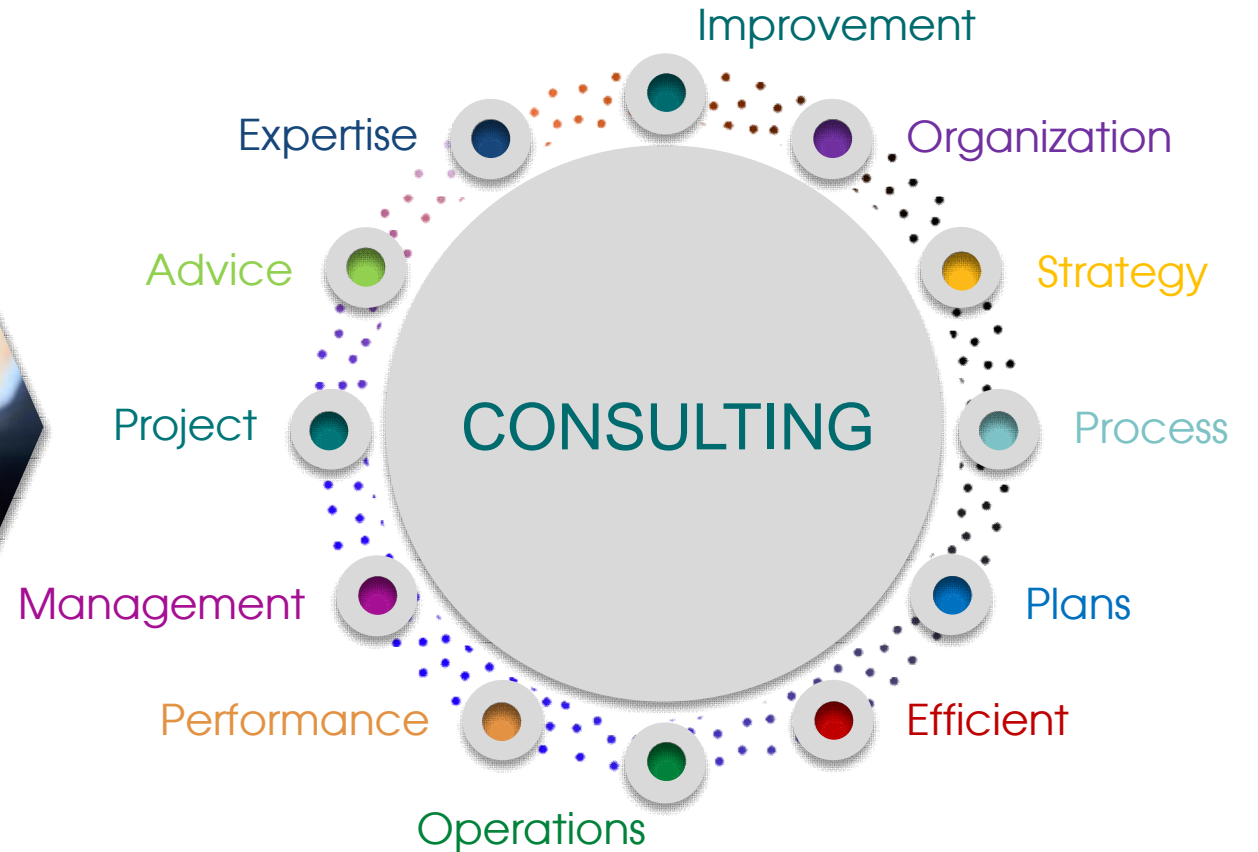 Improvement
Expertise
Organization
Advice
Strategy
Project
CONSULTING
Process
Management
Plans
Performance
Efficient
Operations